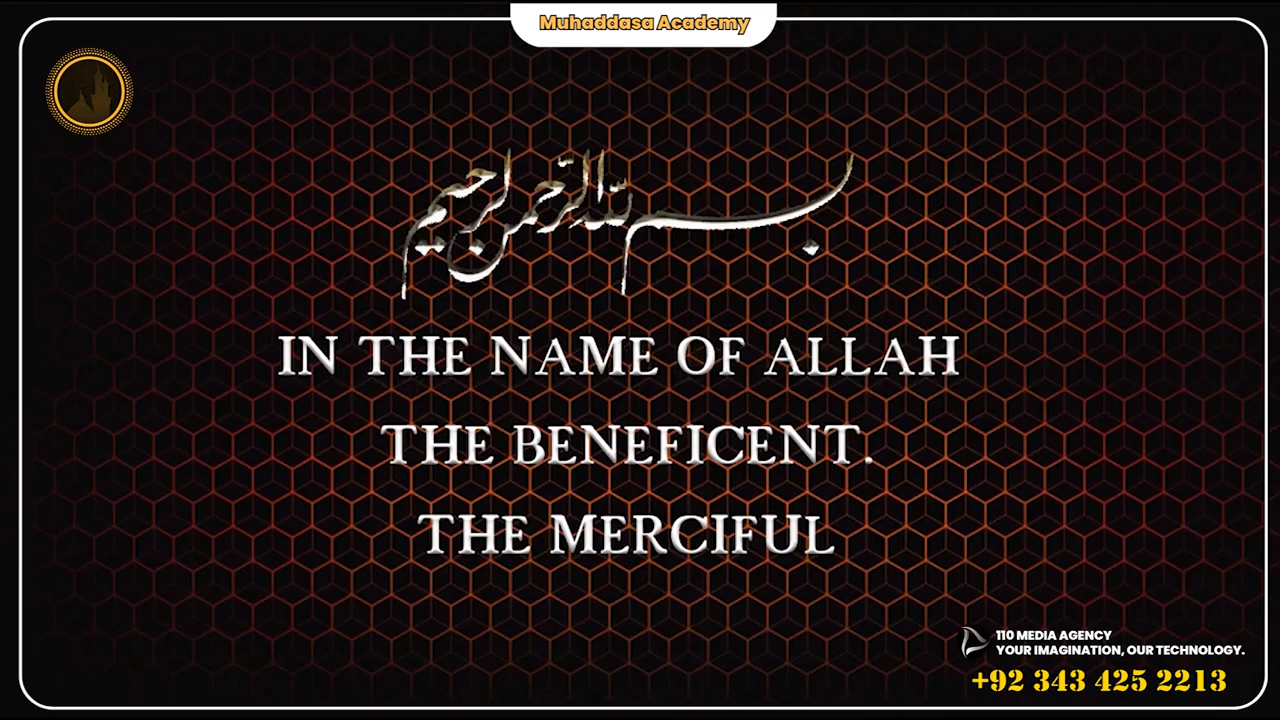 Muhaddasa Academy
بسم الله الرحمن الرحيم
IN THE NAME OF ALLAH
THE BENEFICENT.
THE MERCIFUL
110 MEDIA AGENCY
YOUR IMAGINATION, OUR TECHNOLOGY.
+92 343 425 2213